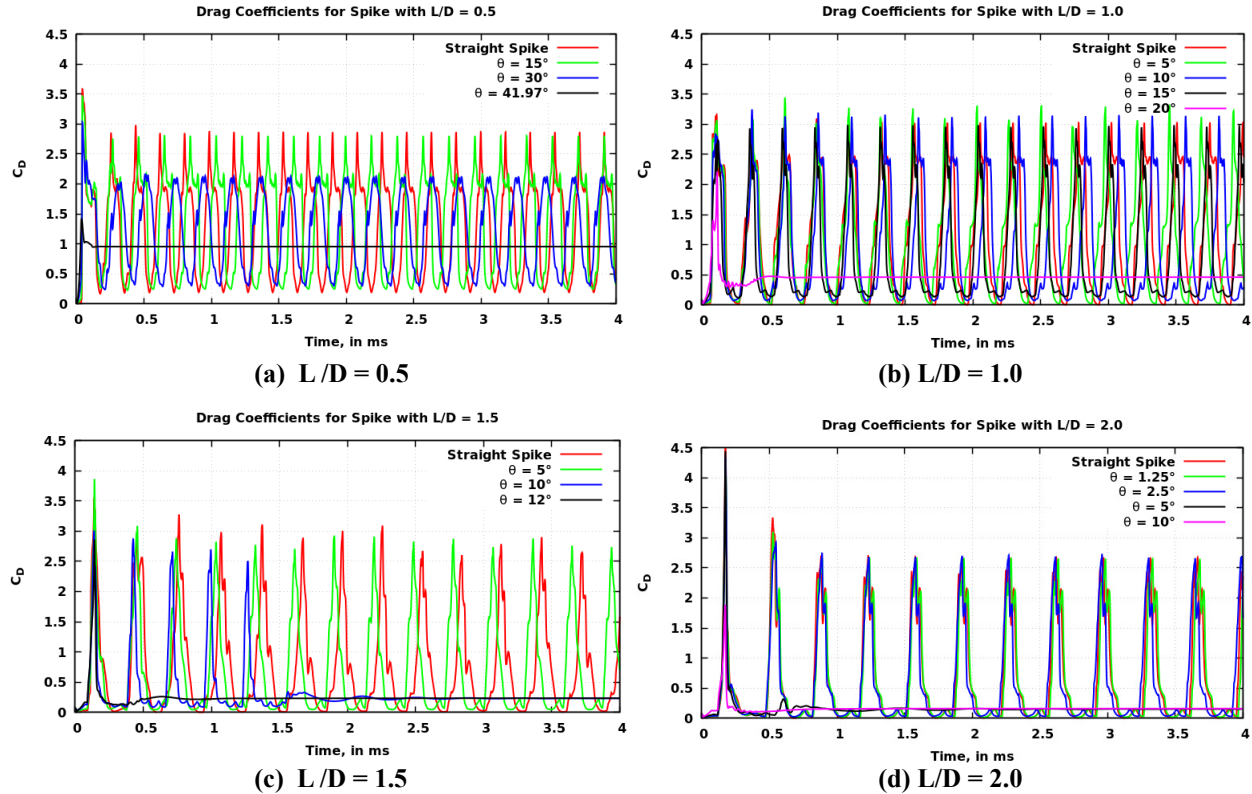 Drag Coefficients for Spike with L/D = 0.5
4.5
4
3.5
3
2.5
2
1.5
1
0.5
0
C_D
Straight Spike
θ = 15°
θ = 30°
θ = 41.97°
0 0.5 1 1.5 2 2.5 3 3.5 4
Time, in ms
(a) L /D = 0.5
Drag Coefficients for Spike with L/D = 1.0
4.5
4
3.5
3
2.5
2
1.5
1
0.5
0
C_D
Straight Spike
θ = 5°
θ = 10°
θ = 15°
θ = 20°
0 0.5 1 1.5 2 2.5 3 3.5 4
Time, in ms
(b) L/D = 1.0
Drag Coefficients for Spike with L/D = 1.5
4.5
4
3.5
3
2.5
2
1.5
1
0.5
0
C_D
Straight Spike
θ = 5°
θ = 10°
θ = 12°
0 0.5 1 1.5 2 2.5 3 3.5 4
Time, in ms
(c) L /D = 1.5
Drag Coefficients for Spike with L/D = 2.0
4.5
4
3.5
3
2.5
2
1.5
1
0.5
0
C_D
Straight Spike
θ = 1.25°
θ = 2.5°
θ = 5°
θ = 10°
0 0.5 1 1.5 2 2.5 3 3.5 4
Time, in ms
(d) L/D = 2.0